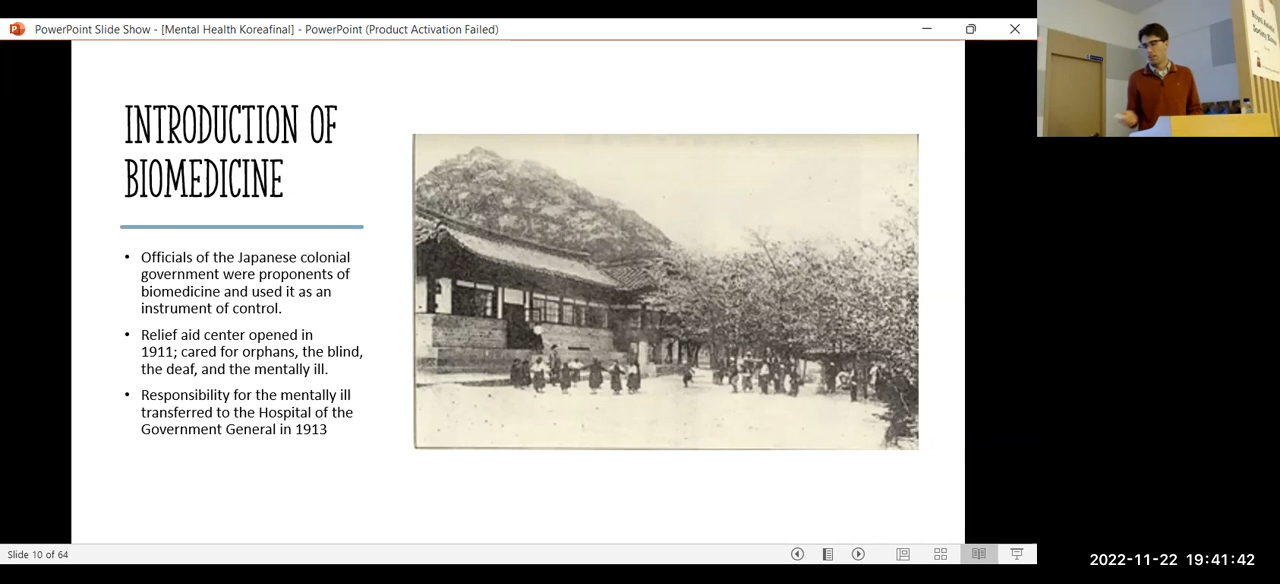 PowerPoint Slide Show - [Mental Health Koreafinal] - PowerPoint (Product Activation Failed)
INTRODUCTION OF
BIOMEDICINE
• Officials of the Japanese colonial
government were proponents of
biomedicine and used it as an
instrument of control.
• Relief aid center opened in
1911; cared for orphans, the blind,
the deaf, and the mentally ill.
• Responsibility for the mentally ill
transferred to the Hospital of the
Government General in 1913
Slide 10 of 64
2022-11-22 19:41:42